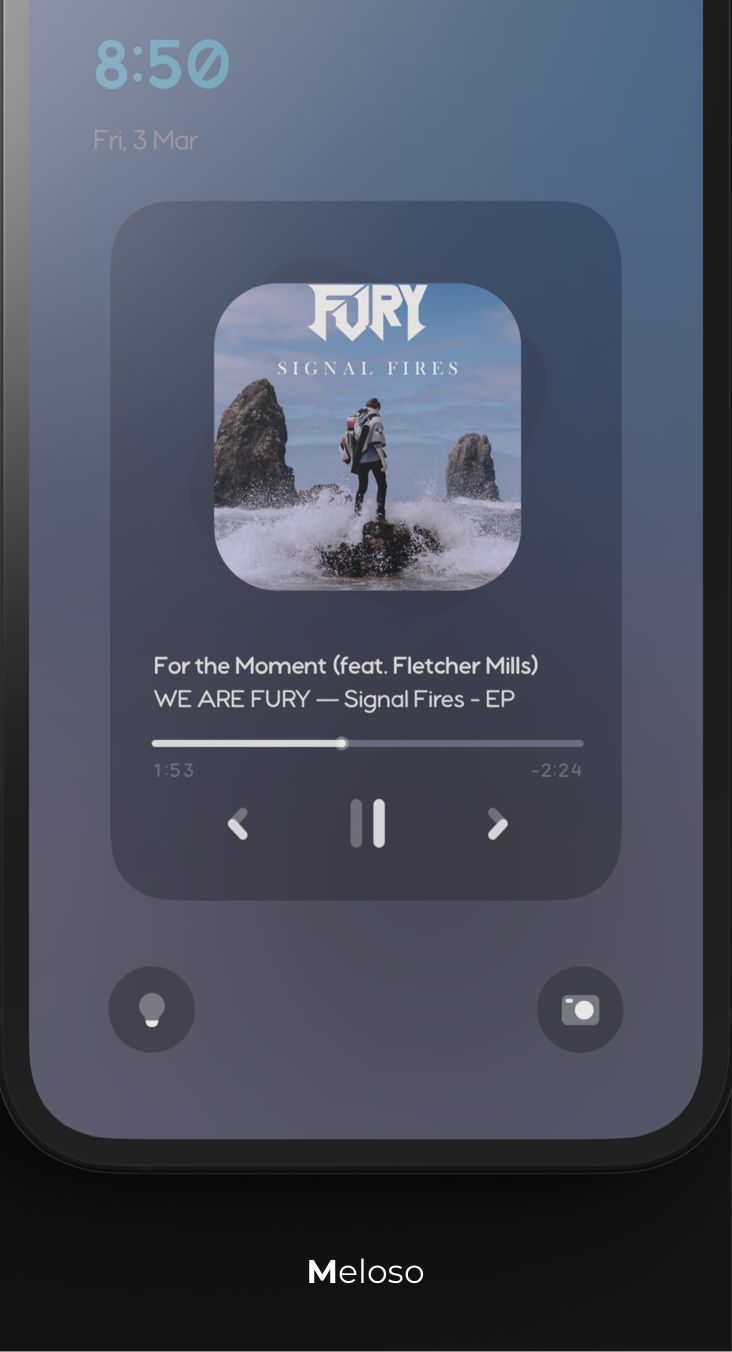 8:50
Fri, 3 Mar
FURY
SIGNAL FIRES
For the Moment (feat. Fletcher Mills)
WE ARE FURY — Signal Fires - EP
1:53
-2:24
Meloso